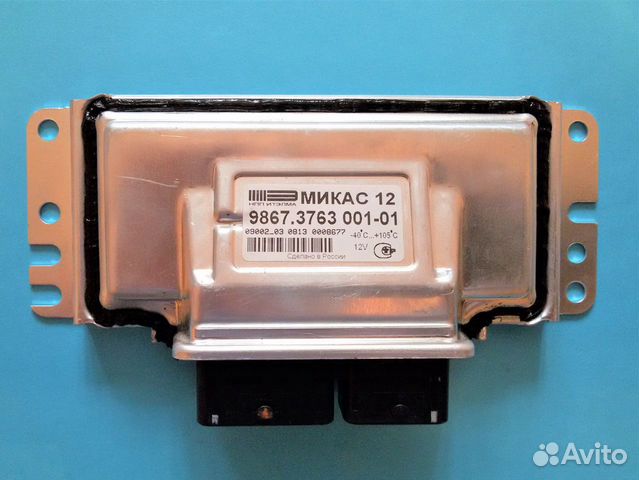 МИКАС 12
НПП ИТЭЛМА
9867.3763 001-01
09002_03 0813 0008677 -40°C...+105°C
12V
Сделано в России
Avito